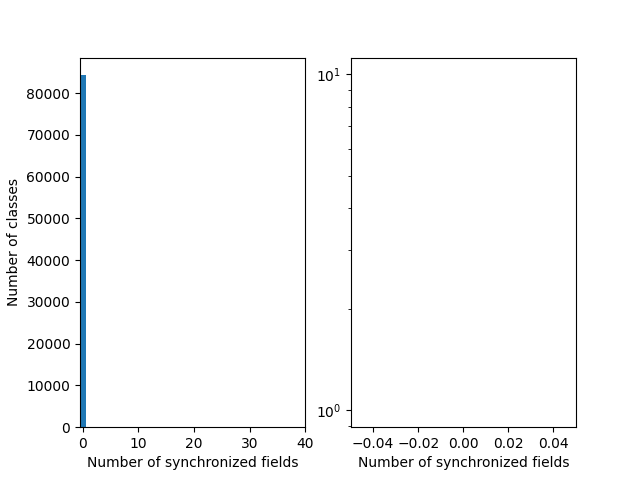 80000
70000
60000
50000
40000
30000
20000
10000
0
Number of classes
0 10 20 30 40
Number of synchronized fields
10¹
10⁰
−0.04 −0.02 0.00 0.02 0.04
Number of synchronized fields